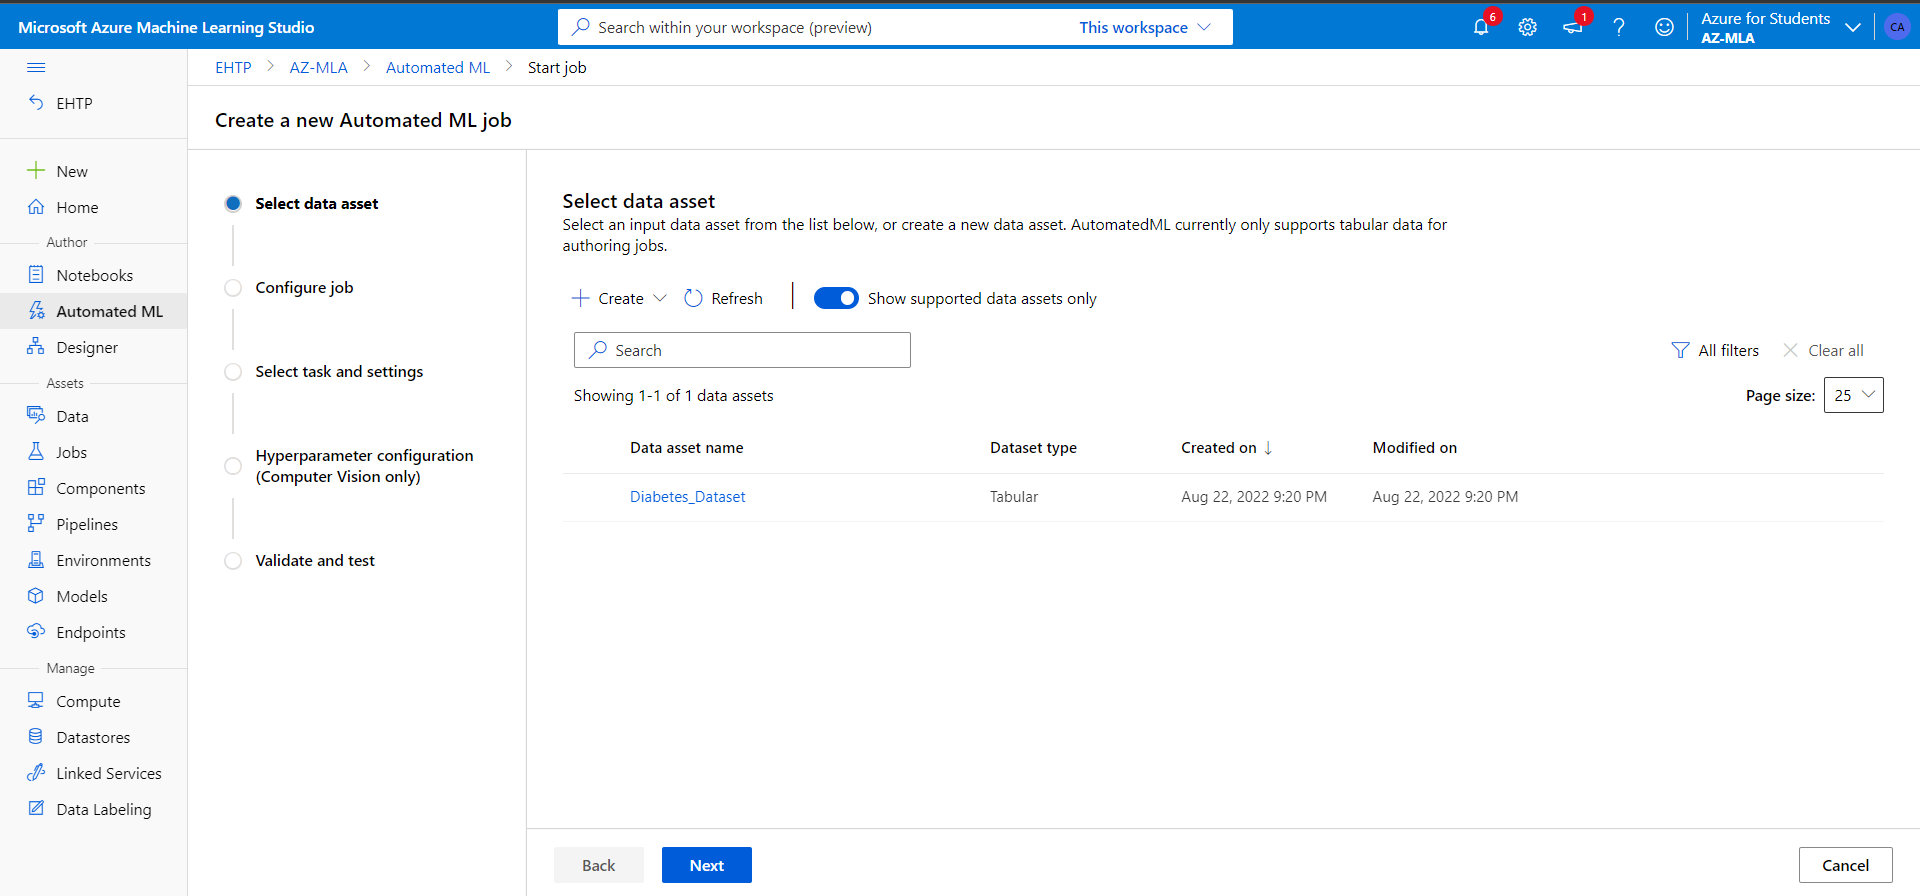 Microsoft Azure Machine Learning Studio
Search within your workspace (preview)
This workspace
6
1
Azure for Students
AZ-MLA
CA
EHTP
AZ-MLA
Automated ML
Start job
EHTP
Create a new Automated ML job
New
Home
Author
Notebooks
Automated ML
Designer
Assets
Data
Jobs
Components
Pipelines
Environments
Models
Endpoints
Manage
Compute
Datastores
Linked Services
Data Labeling
Select data asset
Configure job
Select task and settings
Hyperparameter configuration
(Computer Vision only)
Validate and test
Select data asset
Select an input data asset from the list below, or create a new data asset. AutomatedML currently only supports tabular data for
authoring jobs.
Create
Refresh
Show supported data assets only
Search
All filters
Clear all
Showing 1-1 of 1 data assets
Page size:
25
Data asset name
Dataset type
Created on
Modified on
Diabetes_Dataset
Tabular
Aug 22, 2022 9:20 PM
Aug 22, 2022 9:20 PM
Back
Next
Cancel